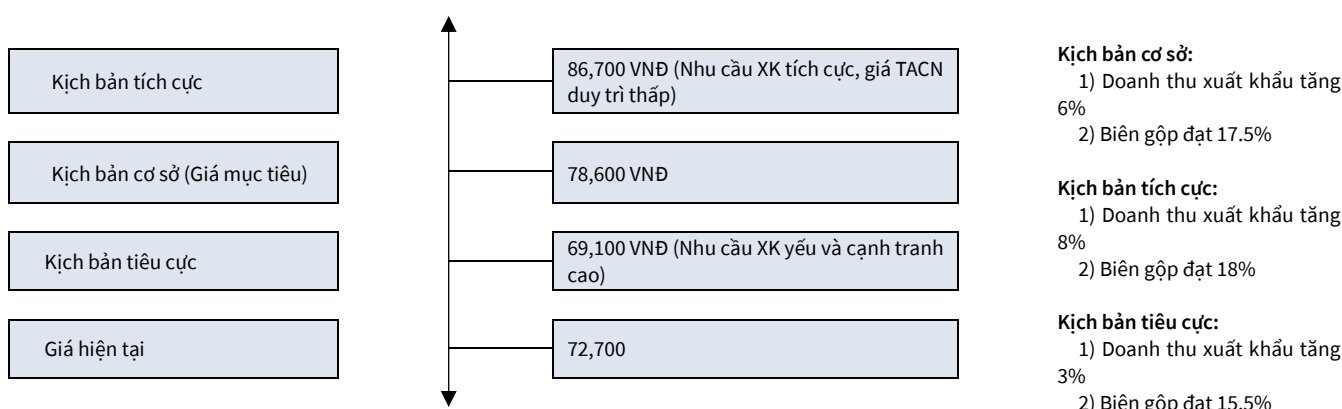 Kịch bản tích cực
86,700 VNĐ (Nhu cầu XK tích cực, giá TACN
duy trì thấp)
Kịch bản cơ sở (Giá mục tiêu)
78,600 VNĐ
Kịch bản tiêu cực
69,100 VNĐ (Nhu cầu XK yếu và cạnh tranh
cao)
Giá hiện tại
72,700
Kịch bản cơ sở:
1) Doanh thu xuất khẩu tăng
6%
2) Biên gộp đạt 17.5%
Kịch bản tích cực:
1) Doanh thu xuất khẩu tăng
8%
2) Biên gộp đạt 18%
Kịch bản tiêu cực:
1) Doanh thu xuất khẩu tăng
3%
2) Biên gộp đạt 15.5%